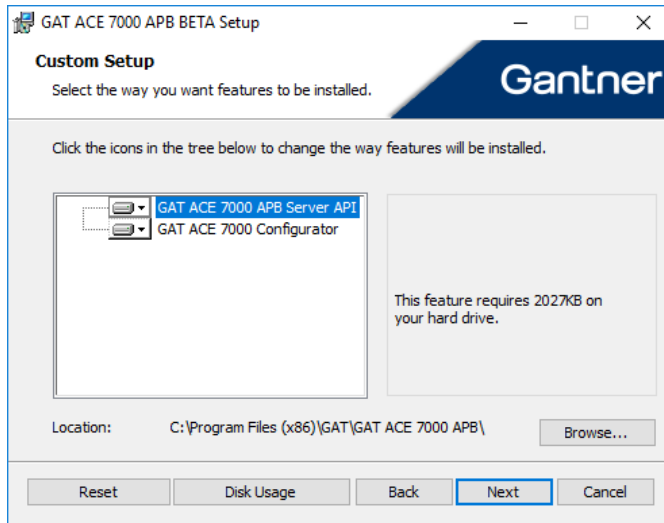 GAT ACE 7000 APB BETA Setup
Custom Setup
Select the way you want features to be installed.
Gantner
Click the icons in the tree below to change the way features will be installed.
GAT ACE 7000 APB Server API
GAT ACE 7000 Configurator
This feature requires 2027KB on
your hard drive.
Location:
C:\Program Files (x86)\GAT\GAT ACE 7000 APB\
Browse...
Reset
Disk Usage
Back
Next
Cancel